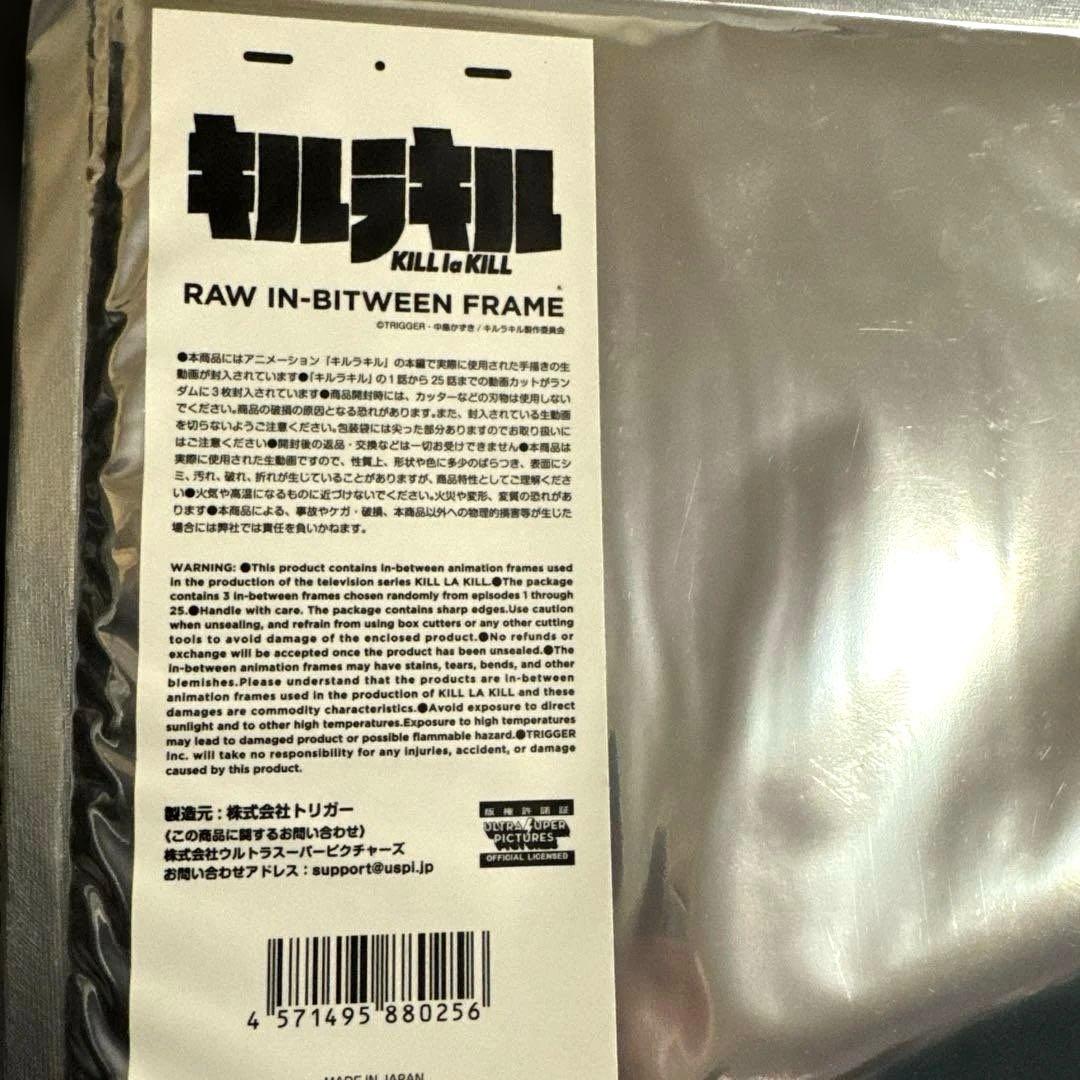 キルラキル
KILL la KILL
RAW IN-BITWEEN FRAME
©TRIGGER・中島かずき / キルラキル製作委員会
●本商品にはアニメーション「キルラキル」の本編で実際に使用された手描きの生
動画が封入されています●「キルラキル」の1話から25話までの動画カットがラン
ダムに3枚封入されています●商品開封時には、カッターなどの刃物は使用しない
でください。商品の破損の原因となる恐れがあります。また、封入されている生動画
を切らないようご注意ください。包装袋には尖った部分ありますのでお取り扱いに
はご注意ください●開封後の返品・交換などは一切お受けできません●本商品は
実際に使用された生動画ですので、性質上、形状や色に多少のばらつき、表面にシ
ミ、汚れ、破れ、折れが生じていることがありますが、商品特性としてご理解くださ
い●火気や高温になるものに近づけないでください。火災や変形、変質の恐れがあ
ります●本商品による、事故やケガ・破損、本商品以外への物理的損害等が生じた
場合には弊社では責任を負いかねます。
WARNING: ●This product contains in-between animation frames used
in the production of the television series KILL LA KILL.●The package
contains 3 in-between frames chosen randomly from episodes 1 through
25.●Handle with care. The package contains sharp edges.Use caution
when unsealing, and refrain from using box cutters or any other cutting
tools to avoid damage of the enclosed product.●No refunds or
exchange will be accepted once the product has been unsealed.●The
in-between animation frames may have stains, tears, bends, and other
blemishes.Please understand that the products are in-between
animation frames used in the production of KILL LA KILL and these
damages are commodity characteristics.●Avoid exposure to direct
sunlight and to other high temperatures.Exposure to high temperatures
may lead to damaged product or possible flammable hazard.●TRIGGER
Inc. will take no responsibility for any injuries, accident, or damage
caused by this product.
製造元：株式会社トリガー
《この商品に関するお問い合わせ》
株式会社ウルトラスーパーピクチャーズ
お問い合わせアドレス：support@uspi.jp
版権許諾証
ULTRA SUPER
PICTURES
OFFICIAL LICENSED
4 571495 880256
MADE IN JAPAN